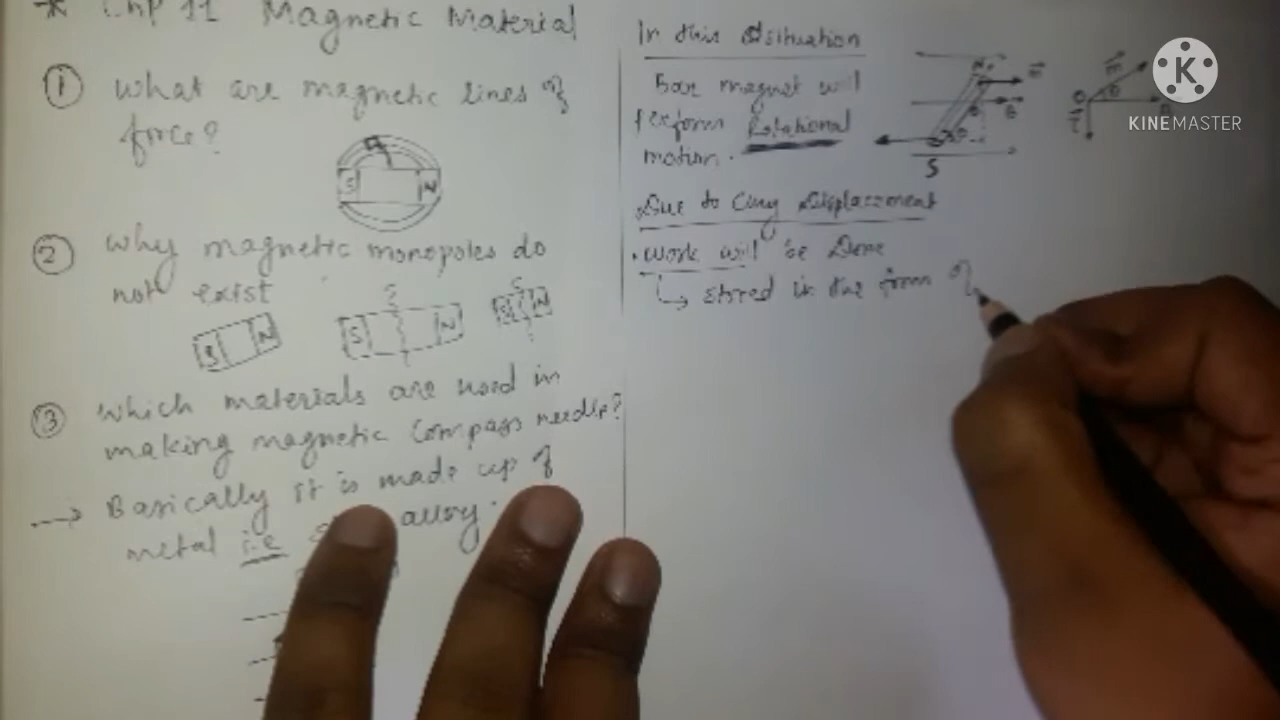 * Chp 11 Magnetic Material
① What are magnetic lines of
force?
S N
② Why magnetic monopoles do
not exist
S N
S N
S N
③ Which materials are used in
making magnetic Compass needle?
→ Basically it is made up of
metal i.e alloy.
In this situation
bar magnet will
Perform Rotational
motion.
S
Due to Ang Displacement
• Work will be Done
↳ stored in the form of
K
KINEMASTER